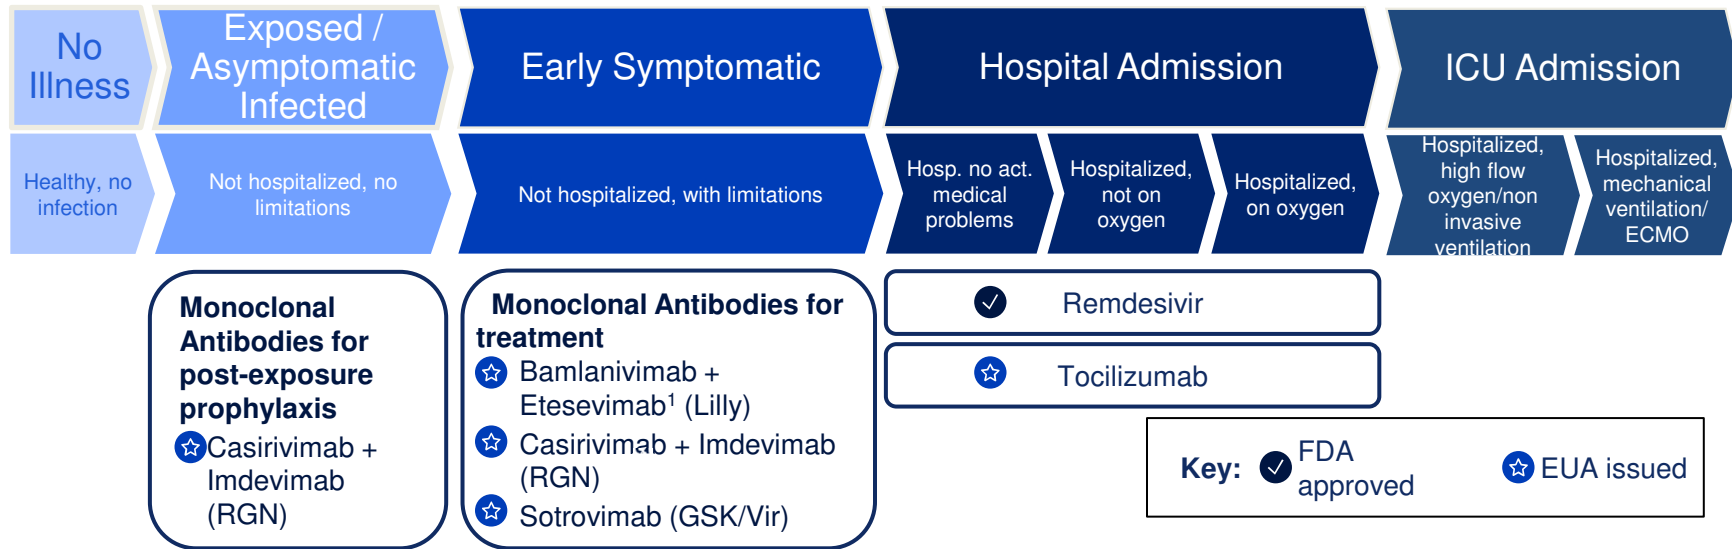 No
Illness
Exposed /
Asymptomatic
Infected
Early Symptomatic
Hospital Admission
ICU Admission
Healthy, no
infection
Not hospitalized, no
limitations
Not hospitalized, with limitations
Hosp. no act.
medical
problems
Hospitalized,
not on
oxygen
Hospitalized,
on oxygen
Hospitalized,
high flow
oxygen/non
invasive
ventilation
Hospitalized,
mechanical
ventilation/
ECMO
Monoclonal
Antibodies for
post-exposure
prophylaxis
Casirivimab +
Imdevimab
(RGN)
Monoclonal Antibodies for
treatment
Bamlanivimab +
Etesevimab¹ (Lilly)
Casirivimab + Imdevimab
(RGN)
Sotrovimab (GSK/Vir)
Remdesivir
Tocilizumab
Key:
FDA
approved
EUA issued